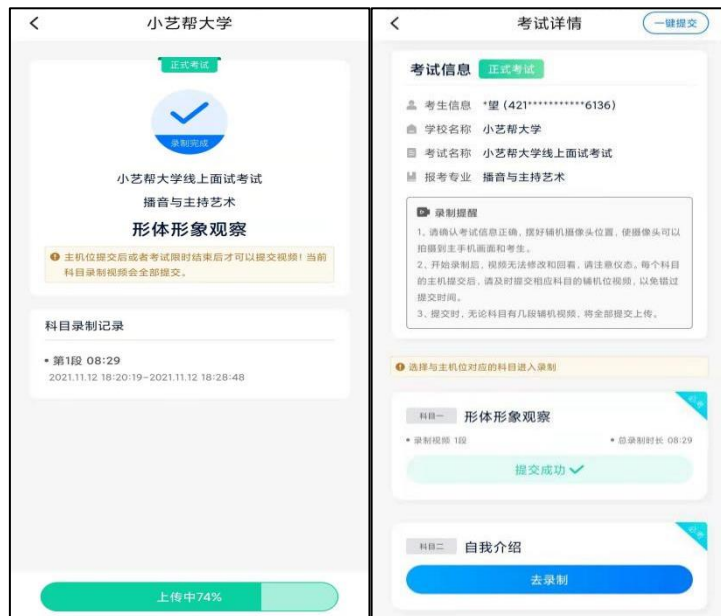 小艺帮大学
正式考试
录制完成
小艺帮大学线上面试考试
播音与主持艺术
形体形象观察
主机位提交后或者考试限时结束后才可以提交视频！当前
科目录制视频会全部提交。
科目录制记录
• 第1段 08:29
2021.11.12 18:20:19-2021.11.12 18:28:48
上传中74%
考试详情
一键提交
考试信息 正式考试
考生信息 *望 (421***********6136)
学校名称 小艺帮大学
考试名称 小艺帮大学线上面试考试
报考专业 播音与主持艺术
录制提醒
1、请确认考试信息正确，摆好辅机摄像头位置，使摄像头可以
拍摄到主手机画面和考生。
2、开始录制后，视频无法修改和回看，请注意仪态。每个科目
的主机提交后，请及时提交相应科目的辅机位视频，以免错过
提交时间。
3、提交时，无论科目有几段辅机视频，将全部提交上传。
选择与主机位对应的科目进入录制
科目一 形体形象观察
必考
• 录制视频 1段 • 总录制时长 08:29
提交成功
科目二 自我介绍
必考
去录制